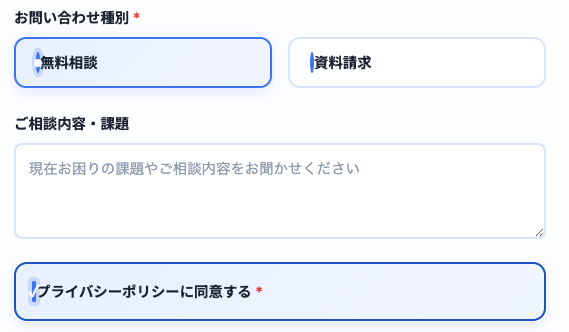 お問い合わせ種別 *
無料相談
資料請求
ご相談内容・課題
現在お困りの課題やご相談内容をお聞かせください
プライバシーポリシーに同意する *